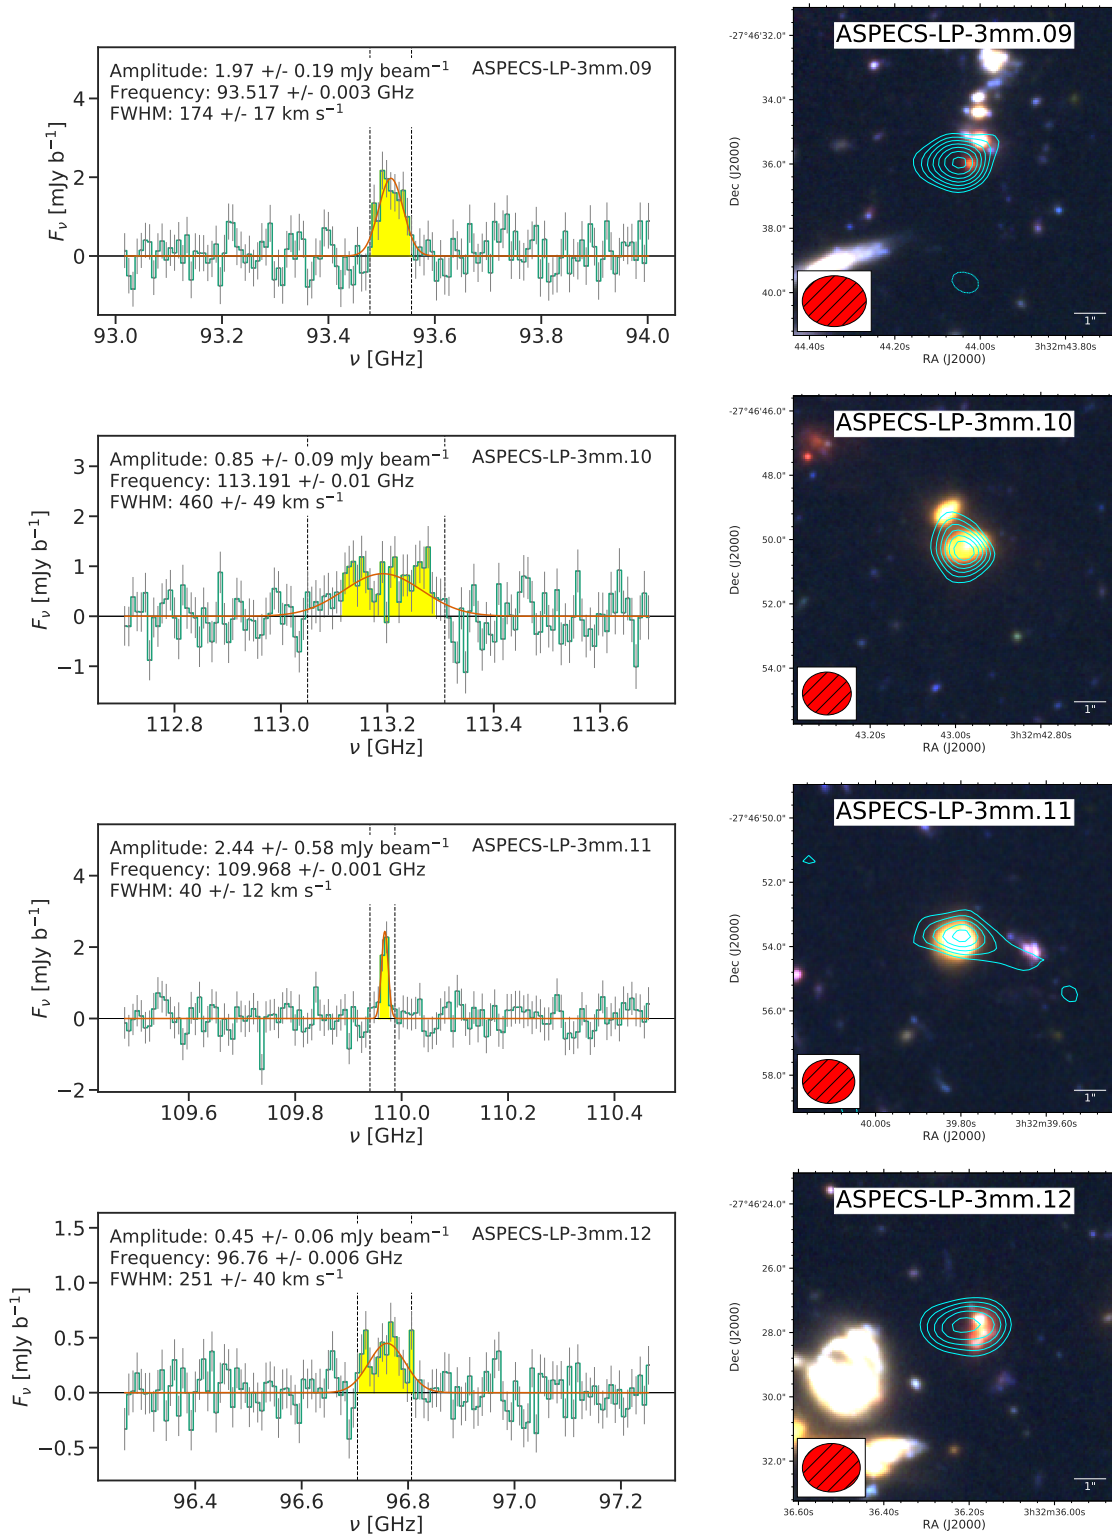 Amplitude: 1.97 +/- 0.19 mJy beam⁻¹ ASPECS-LP-3mm.09
Frequency: 93.517 +/- 0.003 GHz
FWHM: 174 +/- 17 km s⁻¹
4
2
0
Fν [mJy b⁻¹]
93.0 93.2 93.4 93.6 93.8 94.0
ν [GHz]
ASPECS-LP-3mm.09
-27°46'32.0"
34.0"
36.0"
38.0"
40.0"
Dec (J2000)
1"
44.40s 44.20s 44.00s 3h32m43.80s
RA (J2000)
Amplitude: 0.85 +/- 0.09 mJy beam⁻¹ ASPECS-LP-3mm.10
Frequency: 113.191 +/- 0.01 GHz
FWHM: 460 +/- 49 km s⁻¹
3
2
1
0
−1
Fν [mJy b⁻¹]
112.8 113.0 113.2 113.4 113.6
ν [GHz]
ASPECS-LP-3mm.10
-27°46'46.0"
48.0"
50.0"
52.0"
54.0"
Dec (J2000)
1"
43.20s 43.00s 3h32m42.80s
RA (J2000)
Amplitude: 2.44 +/- 0.58 mJy beam⁻¹ ASPECS-LP-3mm.11
Frequency: 109.968 +/- 0.001 GHz
FWHM: 40 +/- 12 km s⁻¹
4
2
0
−2
Fν [mJy b⁻¹]
109.6 109.8 110.0 110.2 110.4
ν [GHz]
ASPECS-LP-3mm.11
-27°46'50.0"
52.0"
54.0"
56.0"
58.0"
Dec (J2000)
1"
40.00s 39.80s 3h32m39.60s
RA (J2000)
Amplitude: 0.45 +/- 0.06 mJy beam⁻¹ ASPECS-LP-3mm.12
Frequency: 96.76 +/- 0.006 GHz
FWHM: 251 +/- 40 km s⁻¹
1.5
1.0
0.5
0.0
−0.5
Fν [mJy b⁻¹]
96.4 96.6 96.8 97.0 97.2
ν [GHz]
ASPECS-LP-3mm.12
-27°46'24.0"
26.0"
28.0"
30.0"
32.0"
Dec (J2000)
1"
36.60s 36.40s 36.20s 3h32m36.00s
RA (J2000)